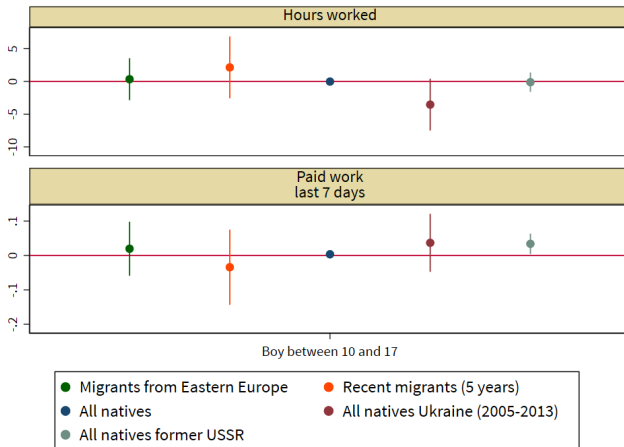 Hours worked
5
0
-5
-10
Paid work
last 7 days
.1
0
-.1
-.2
Boy between 10 and 17
Migrants from Eastern Europe
Recent migrants (5 years)
All natives
All natives Ukraine (2005-2013)
All natives former USSR